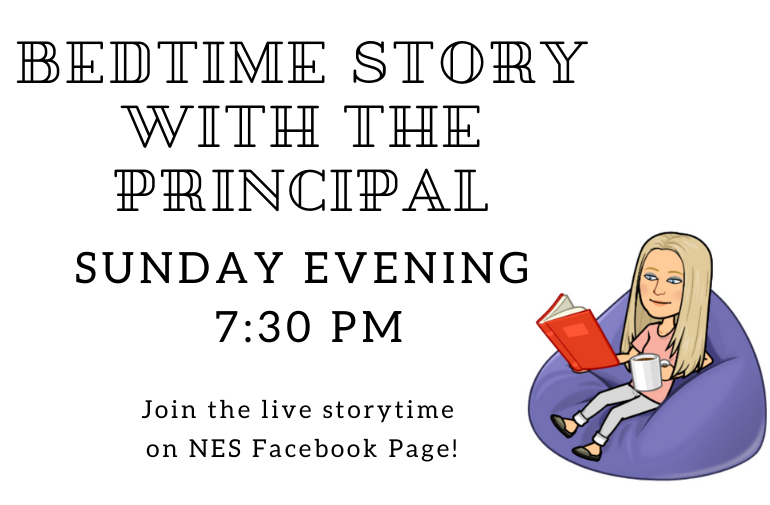 BEDTIME STORY
WITH THE
PRINCIPAL
SUNDAY EVENING
7:30 PM
Join the live storytime
on NES Facebook Page!